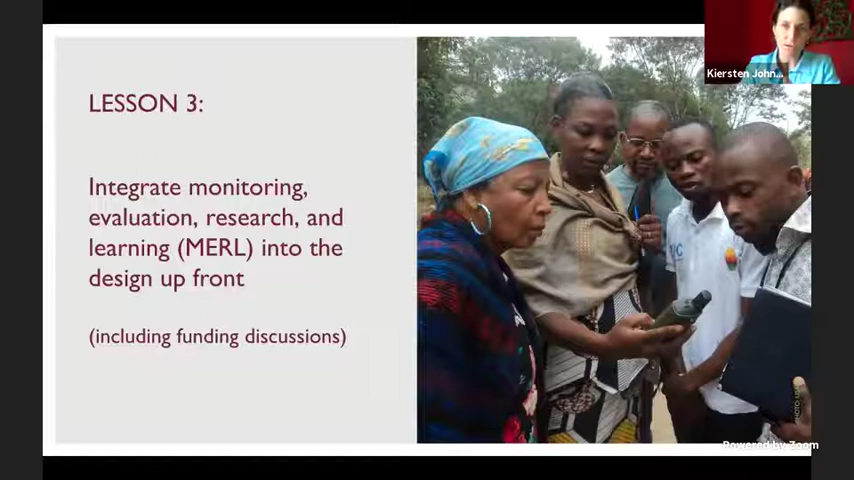 LESSON 3:
Integrate monitoring,
evaluation, research, and
learning (MERL) into the
design up front
(including funding discussions)
Kiersten John...
Powered by Zoom